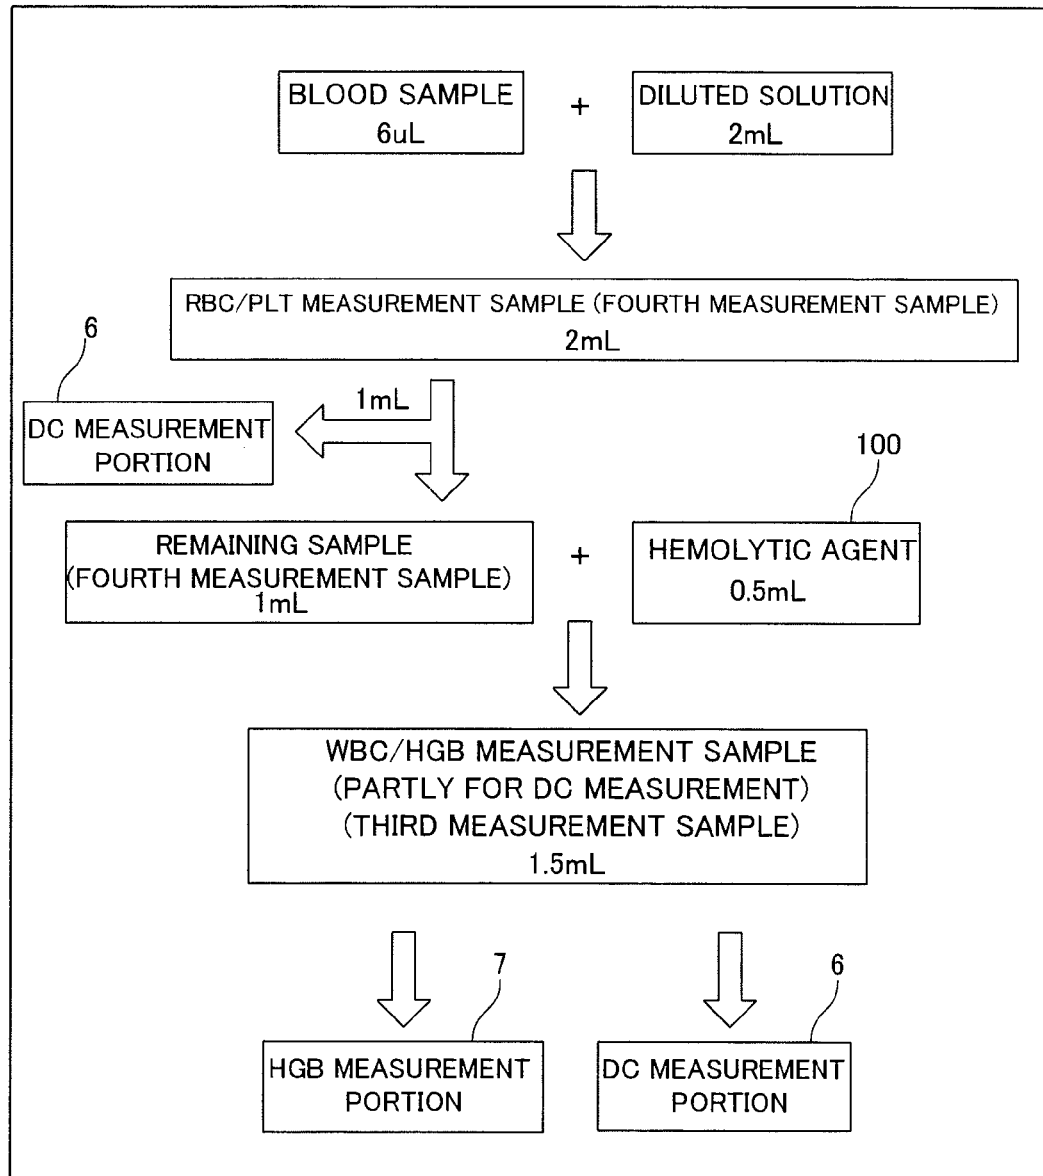 BLOOD SAMPLE
6uL
+
DILUTED SOLUTION
2mL
RBC/PLT MEASUREMENT SAMPLE (FOURTH MEASUREMENT SAMPLE)
2mL
6
1mL
DC MEASUREMENT
PORTION
100
REMAINING SAMPLE
(FOURTH MEASUREMENT SAMPLE)
1mL
+
HEMOLYTIC AGENT
0.5mL
WBC/HGB MEASUREMENT SAMPLE
(PARTLY FOR DC MEASUREMENT)
(THIRD MEASUREMENT SAMPLE)
1.5mL
7
HGB MEASUREMENT
PORTION
6
DC MEASUREMENT
PORTION